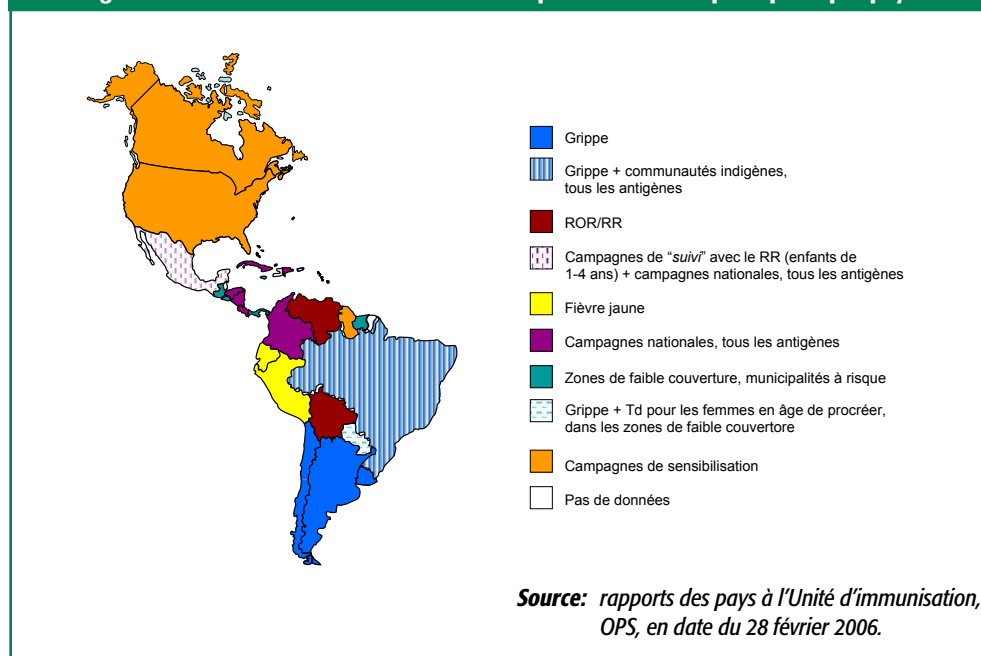 Grippe
Grippe + communautés indigènes,
tous les antigènes
ROR/RR
Campagnes de “suivi” avec le RR (enfants de
1-4 ans) + campagnes nationales, tous les antigènes
Fièvre jaune
Campagnes nationales, tous les antigènes
Zones de faible couverture, municipalités à risque
Grippe + Td pour les femmes en âge de procréer,
dans les zones de faible couvertore
Campagnes de sensibilisation
Pas de données
Source: rapports des pays à l’Unité d’immunisation,
OPS, en date du 28 février 2006.